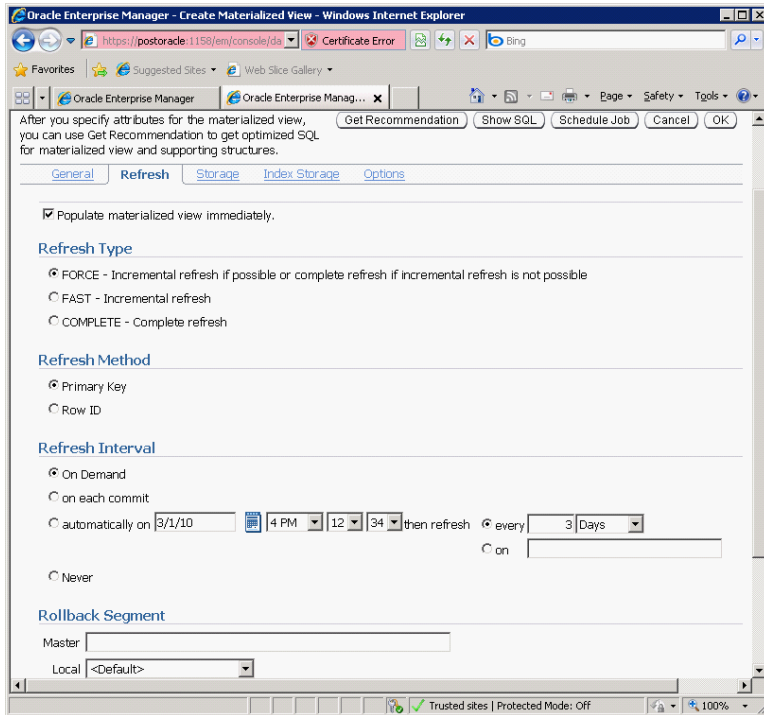 Oracle Enterprise Manager - Create Materialized View - Windows Internet Explorer
https://postoracle:1158/em/console/da Certificate Error Bing
Favorites Suggested Sites Web Slice Gallery
Oracle Enterprise Manager Oracle Enterprise Manag... Page Safety Tools
After you specify attributes for the materialized view, you can use Get Recommendation to get optimized SQL for materialized view and supporting structures.
Get Recommendation Show SQL Schedule Job Cancel OK
General Refresh Storage Index Storage Options
Populate materialized view immediately.
Refresh Type
FORCE - Incremental refresh if possible or complete refresh if incremental refresh is not possible
FAST - Incremental refresh
COMPLETE - Complete refresh
Refresh Method
Primary Key
Row ID
Refresh Interval
On Demand
on each commit
automatically on 3/1/10 4 PM 12 34 then refresh every 3 Days
on
Never
Rollback Segment
Master
Local <Default>
Trusted sites | Protected Mode: Off 100%